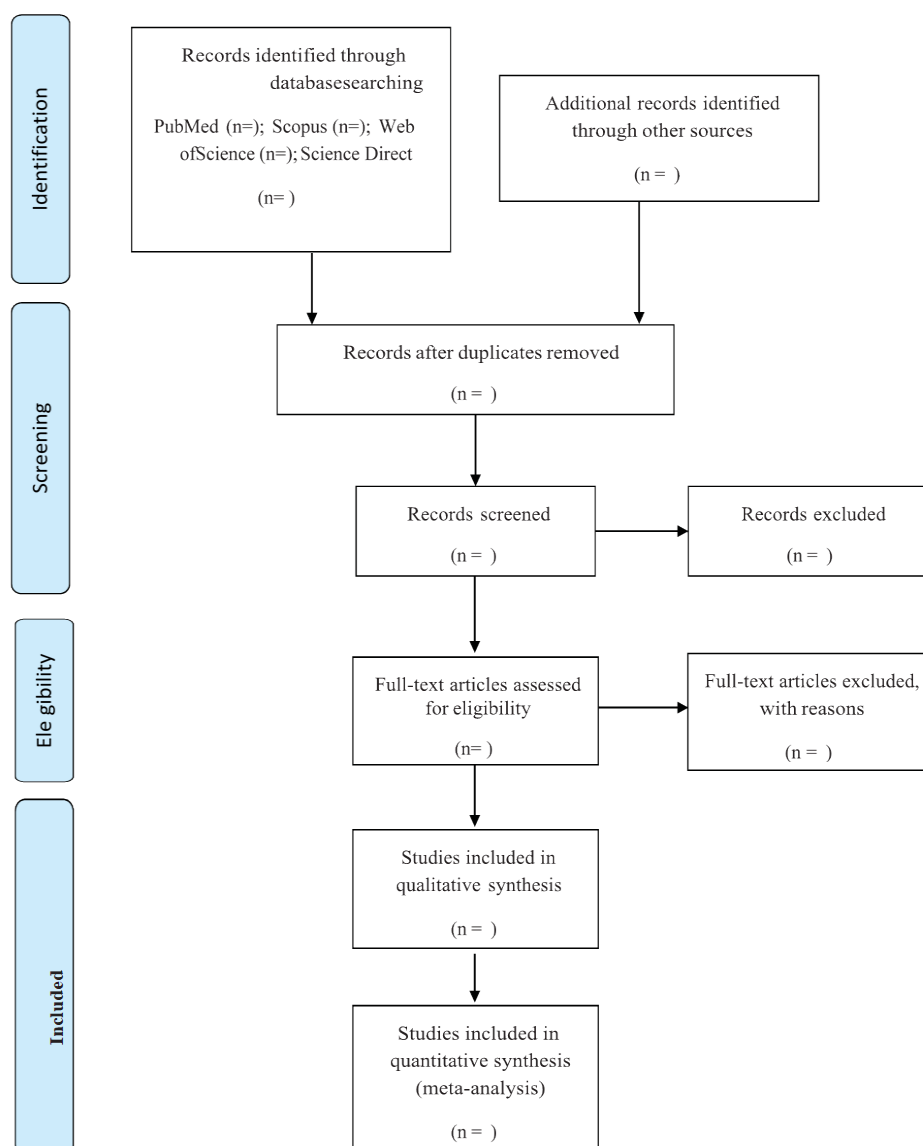 Identification
Records identified through
databasesearching
PubMed (n=); Scopus (n=); Web
ofScience (n=); Science Direct
(n= )
Additional records identified
through other sources
(n = )
Screening
Records after duplicates removed
(n = )
Records screened
(n = )
Records excluded
(n = )
Ele gibility
Full-text articles assessed
for eligibility
(n= )
Full-text articles excluded,
with reasons
(n = )
Included
Studies included in
qualitative synthesis
(n = )
Studies included in
quantitative synthesis
(meta-analysis)
(n = )